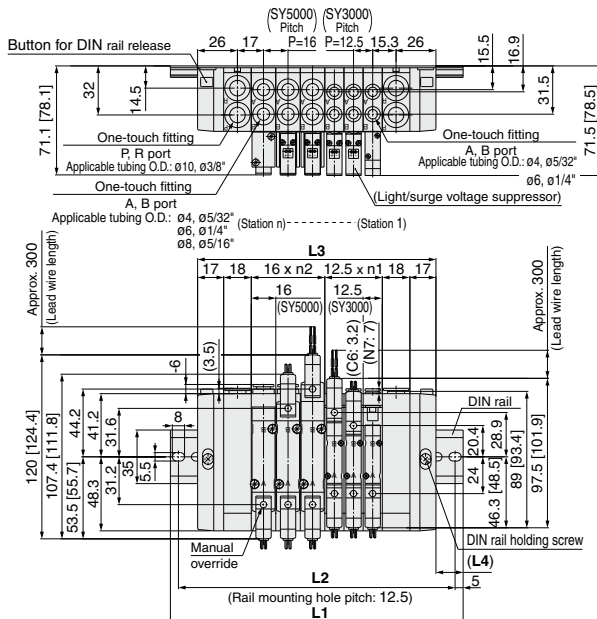 (SY5000) (SY3000)
Pitch Pitch
26 17 P=16 P=12.5 15.3 26
15.5
16.9
Button for DIN rail release
71.1 [78.1]
32
14.5
31.5
71.5 [78.5]
One-touch fitting
P, R port
Applicable tubing O.D.: ø10, ø3/8"
One-touch fitting
A, B port
Applicable tubing O.D.: ø4, ø5/32"
ø6, ø1/4"
One-touch fitting
A, B port
Applicable tubing O.D.: ø4, ø5/32"
ø6, ø1/4"
ø8, ø5/16"
(Light/surge voltage suppressor)
(Station n) (Station 1)
L3
17 18 16 x n2 12.5 x n1 18 17
16 12.5
(SY5000) (SY3000)
Approx. 300
(Lead wire length)
Approx. 300
(Lead wire length)
(C6: 3.2)
(N7: 7)
-6
(3.5)
120 [124.4]
107.4 [111.8]
53.5 [55.7]
44.2
41.2
31.6
48.3
31.2
35
5.5
8
DIN rail
20.4
28.9
24
46.3 [48.5]
89 [93.4]
97.5 [101.9]
Manual
override
DIN rail holding screw
(L4)
L2
5
(Rail mounting hole pitch: 12.5)
L1